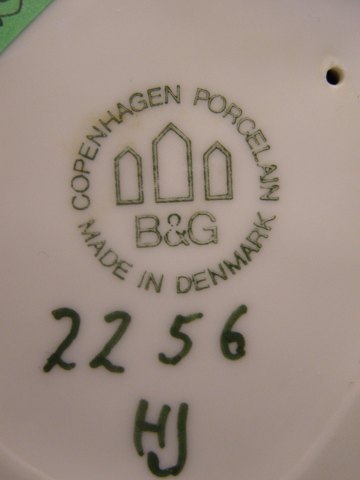 COPENHAGEN PORCELAIN
B&G
MADE IN DENMARK
2256
HJ